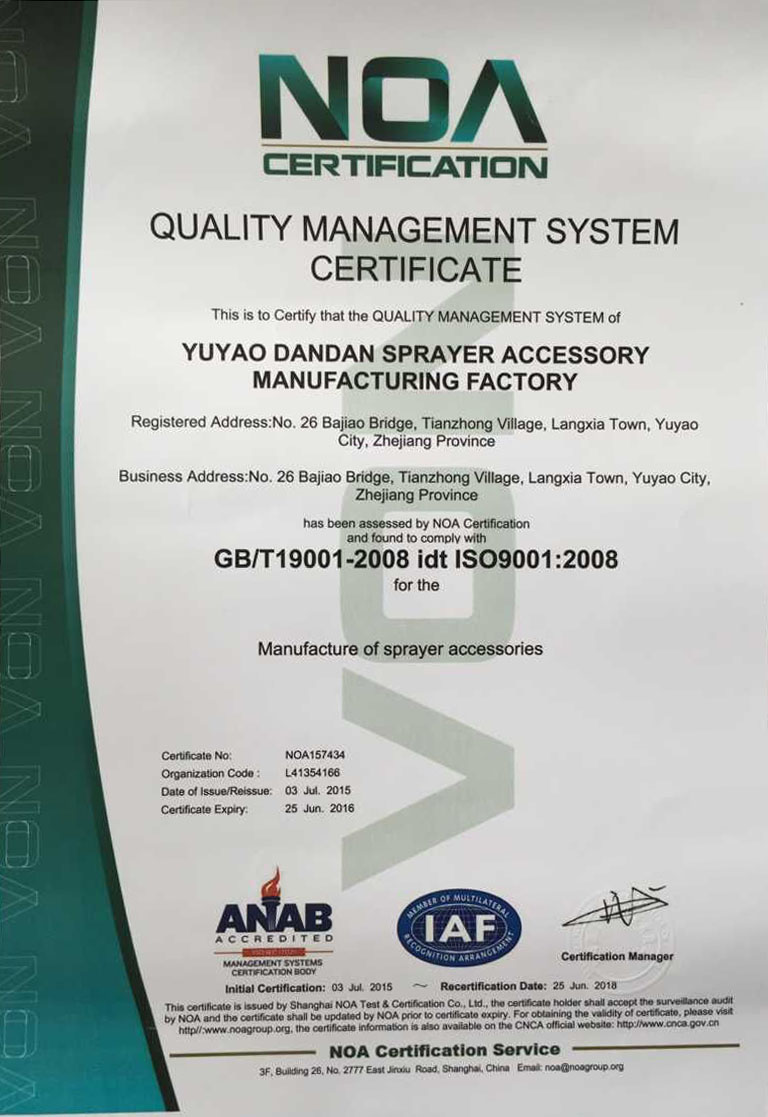 NOA
CERTIFICATION
QUALITY MANAGEMENT SYSTEM
CERTIFICATE
This is to Certify that the QUALITY MANAGEMENT SYSTEM of
YUYAO DANDAN SPRAYER ACCESSORY
MANUFACTURING FACTORY
Registered Address:No. 26 Bajiao Bridge, Tianzhong Village, Langxia Town, Yuyao
City, Zhejiang Province
Business Address:No. 26 Bajiao Bridge, Tianzhong Village, Langxia Town, Yuyao City,
Zhejiang Province
has been assessed by NOA Certification
and found to comply with
GB/T19001-2008 idt ISO9001:2008
for the
Manufacture of sprayer accessories
Certificate No: NOA157434
Organization Code : L41354166
Date of Issue/Reissue: 03 Jul. 2015
Certificate Expiry: 25 Jun. 2016
ANAB
ACCREDITED
MANAGEMENT SYSTEMS
CERTIFICATION BODY
MEMBER OF MULTILATERAL
IAF
RECOGNITION ARRANGEMENT
Certification Manager
Initial Certification: 03 Jul. 2015 ~ Recertification Date: 25 Jun. 2018
This certificate is issued by Shanghai NOA Test & Certification Co., Ltd., the certificate holder shall accept the surveillance audit
by NOA and the certificate shall be updated by NOA prior to certificate expiry. For obtaining the validity of certificate, please visit
http//:www.noagroup.org, the certificate information is also available on the CNCA official website: http://www.cnca.gov.cn
NOA Certification Service
3F, Building 26, No. 2777 East Jinxiu Road, Shanghai, China Email: noa@noagroup.org